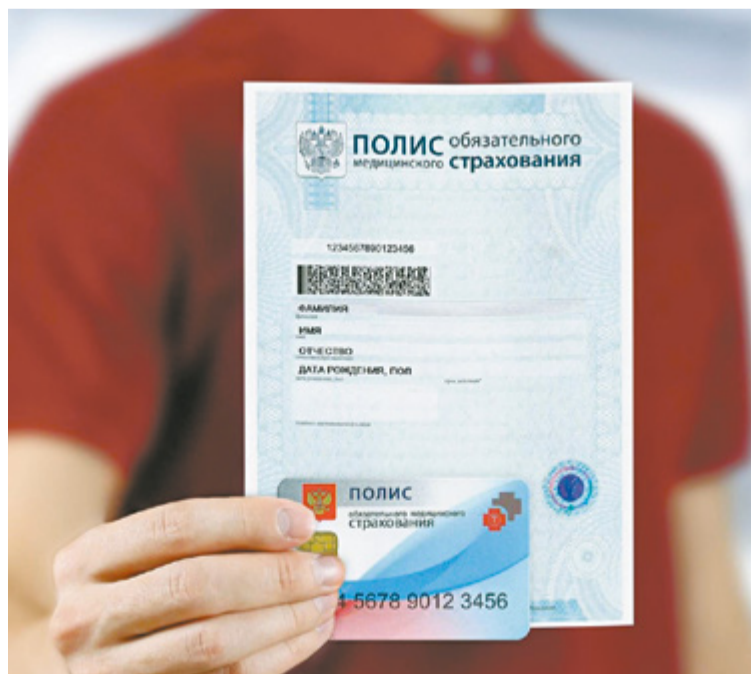 ПОЛИС обязательного
медицинского страхования
1234567890123456
ФАМИЛИЯ
ИМЯ
ОТЧЕСТВО
ДАТА РОЖДЕНИЯ, ПОЛ
ПОЛИС
обязательного медицинского
страхования
4 5678 9012 3456